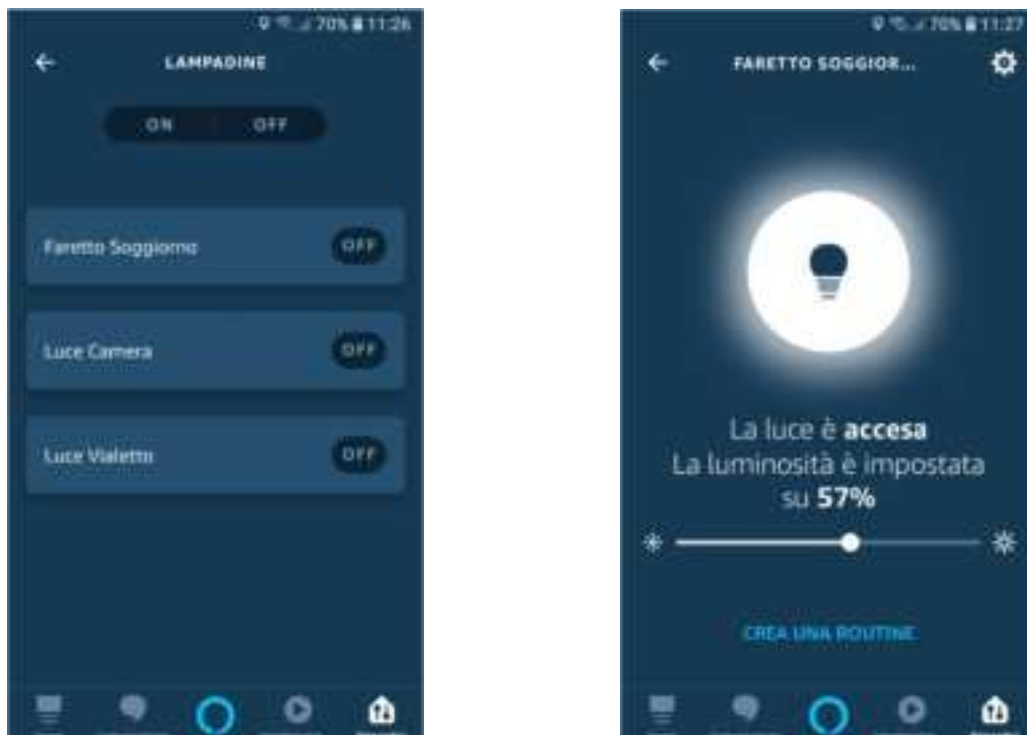 70% 11:26
LAMPADINE
ON OFF
Faretto Soggiorno OFF
Luce Camera OFF
Luce Vialetto OFF
70% 11:27
FARETTO SOGGIOR...
La luce è accesa
La luminosità è impostata
su 57%
CREA UNA ROUTINE